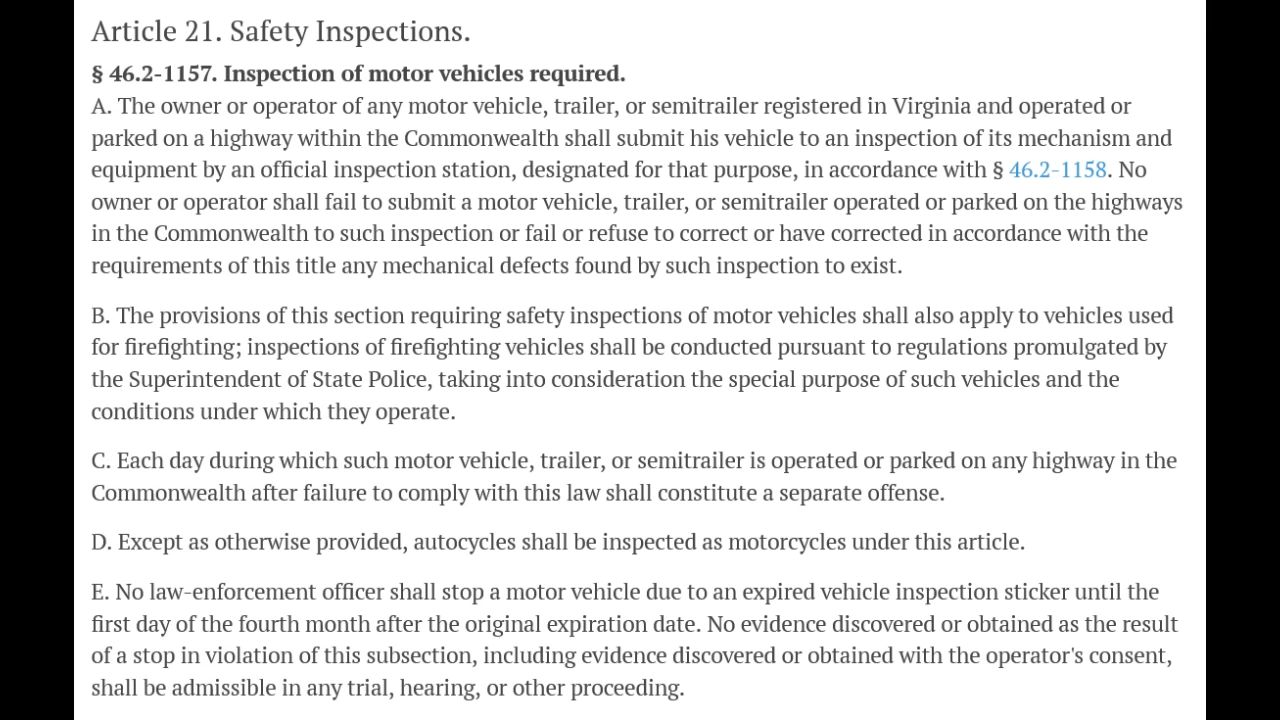 Article 21. Safety Inspections.
§ 46.2-1157. Inspection of motor vehicles required.
A. The owner or operator of any motor vehicle, trailer, or semitrailer registered in Virginia and operated or
parked on a highway within the Commonwealth shall submit his vehicle to an inspection of its mechanism and
equipment by an official inspection station, designated for that purpose, in accordance with § 46.2-1158. No
owner or operator shall fail to submit a motor vehicle, trailer, or semitrailer operated or parked on the highways
in the Commonwealth to such inspection or fail or refuse to correct or have corrected in accordance with the
requirements of this title any mechanical defects found by such inspection to exist.
B. The provisions of this section requiring safety inspections of motor vehicles shall also apply to vehicles used
for firefighting; inspections of firefighting vehicles shall be conducted pursuant to regulations promulgated by
the Superintendent of State Police, taking into consideration the special purpose of such vehicles and the
conditions under which they operate.
C. Each day during which such motor vehicle, trailer, or semitrailer is operated or parked on any highway in the
Commonwealth after failure to comply with this law shall constitute a separate offense.
D. Except as otherwise provided, autocycles shall be inspected as motorcycles under this article.
E. No law-enforcement officer shall stop a motor vehicle due to an expired vehicle inspection sticker until the
first day of the fourth month after the original expiration date. No evidence discovered or obtained as the result
of a stop in violation of this subsection, including evidence discovered or obtained with the operator's consent,
shall be admissible in any trial, hearing, or other proceeding.